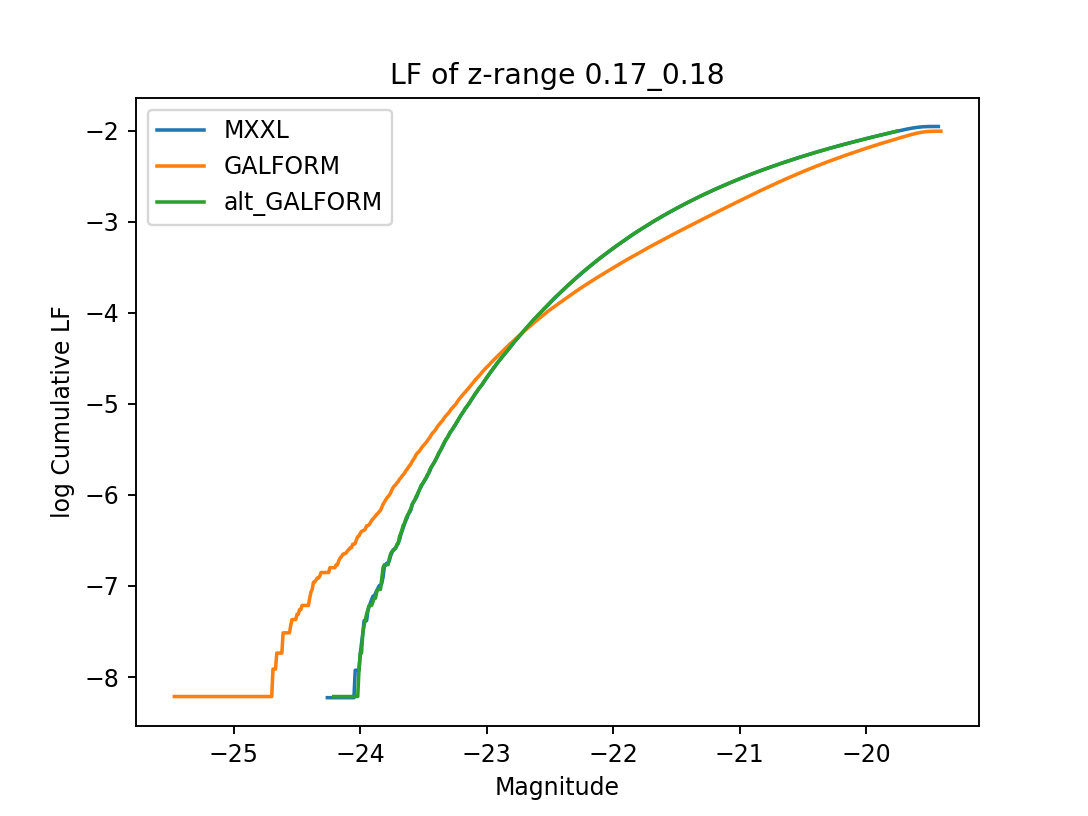 LF of z-range 0.17_0.18
MXXL
GALFORM
alt_GALFORM
log Cumulative LF
−2
−3
−4
−5
−6
−7
−8
−25
−24
−23
−22
−21
−20
Magnitude